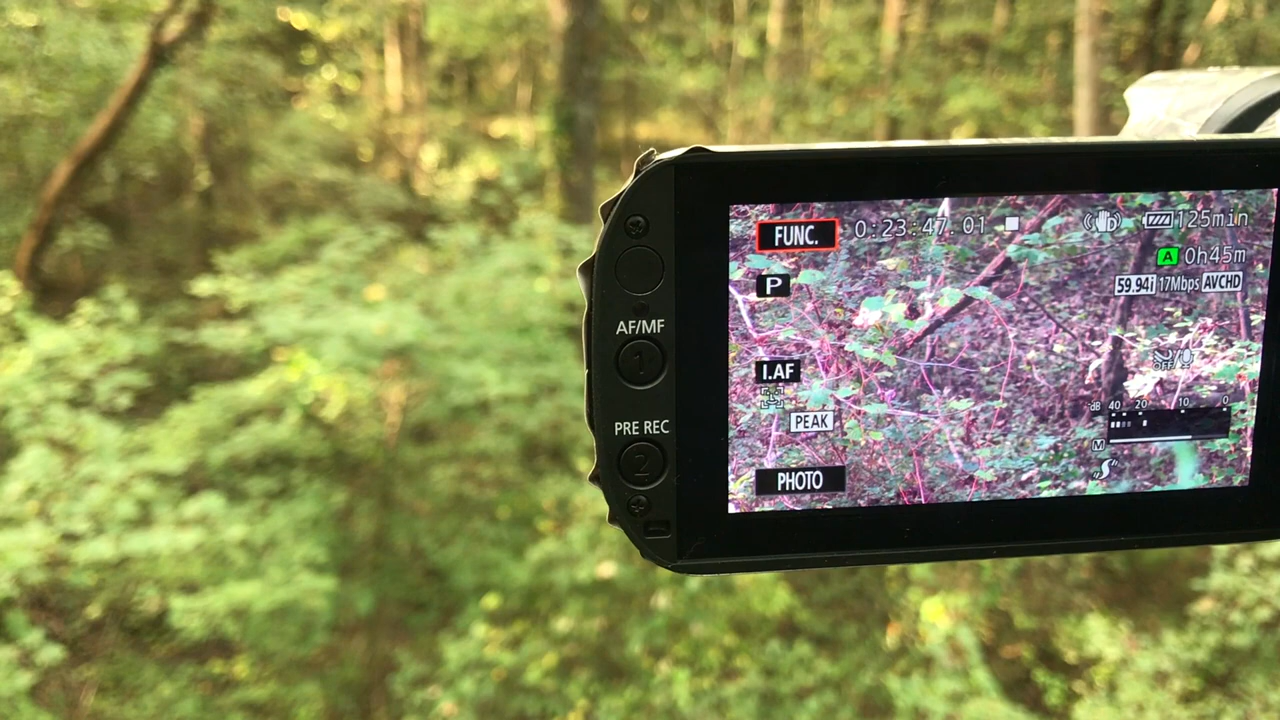 FUNC. 0:23:47.01 125min
A 0h45m
P 59.94i 17Mbps AVCHD
AF/MF
1
I.AF
OFF/
PEAK
dB 40 20 10 0
PRE REC
M
2
PHOTO